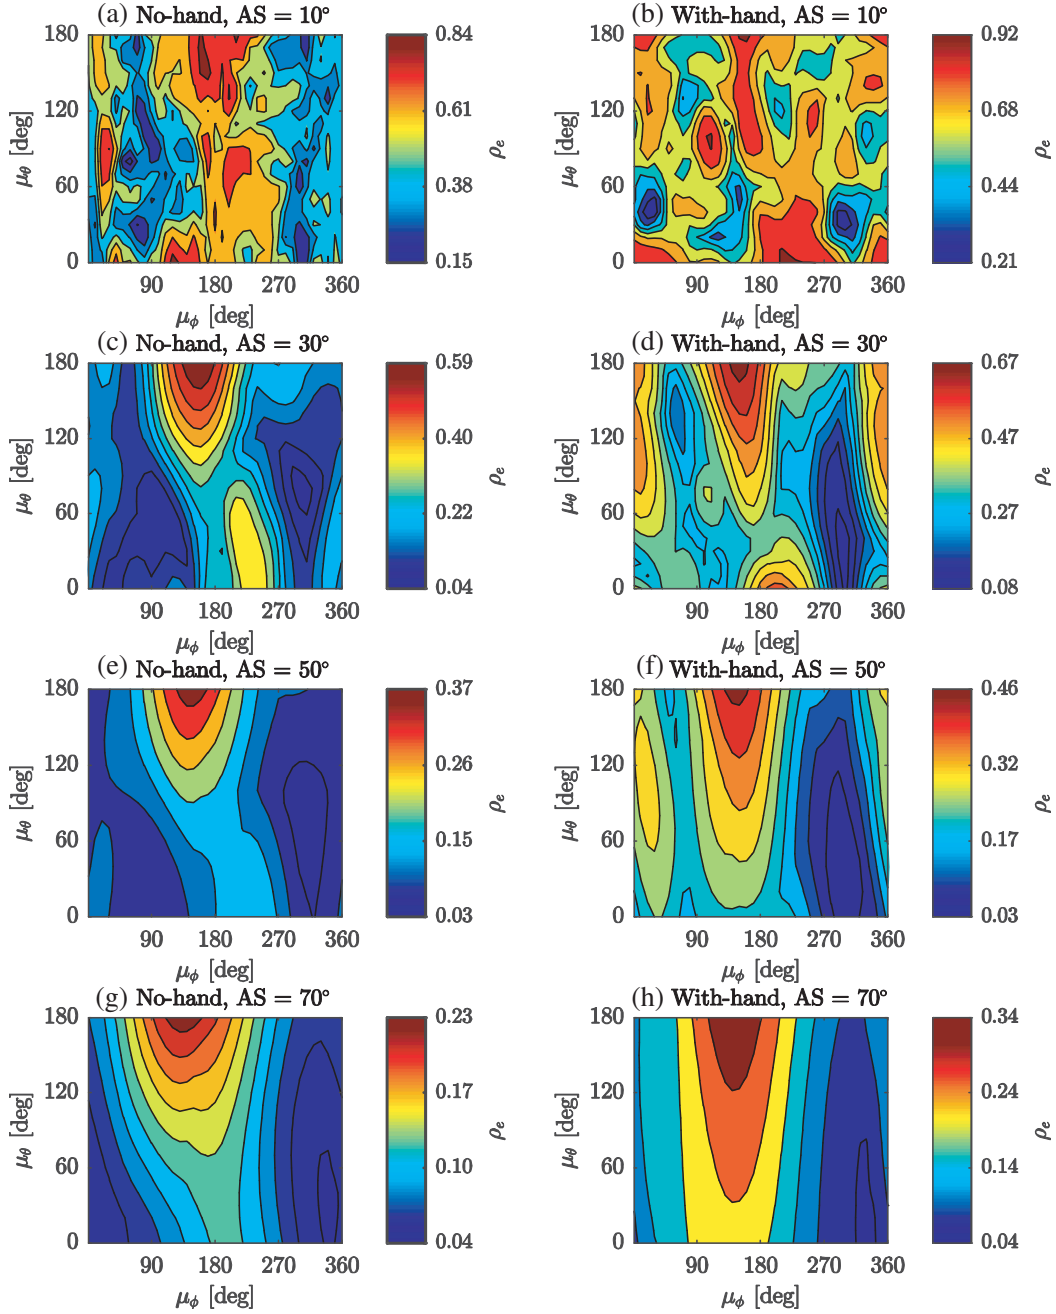 (a) No-hand, AS = 10°
180
120
60
0
90 180 270 360
μθ [deg]
μϕ [deg]
0.84
0.61
0.38
0.15
ρe
(b) With-hand, AS = 10°
180
120
60
0
90 180 270 360
μθ [deg]
μϕ [deg]
0.92
0.68
0.44
0.21
ρe
(c) No-hand, AS = 30°
180
120
60
0
90 180 270 360
μθ [deg]
μϕ [deg]
0.59
0.40
0.22
0.04
ρe
(d) With-hand, AS = 30°
180
120
60
0
90 180 270 360
μθ [deg]
μϕ [deg]
0.67
0.47
0.27
0.08
ρe
(e) No-hand, AS = 50°
180
120
60
0
90 180 270 360
μθ [deg]
μϕ [deg]
0.37
0.26
0.15
0.03
ρe
(f) With-hand, AS = 50°
180
120
60
0
90 180 270 360
μθ [deg]
μϕ [deg]
0.46
0.32
0.17
0.03
ρe
(g) No-hand, AS = 70°
180
120
60
0
90 180 270 360
μθ [deg]
μϕ [deg]
0.23
0.17
0.10
0.04
ρe
(h) With-hand, AS = 70°
180
120
60
0
90 180 270 360
μθ [deg]
μϕ [deg]
0.34
0.24
0.14
0.04
ρe